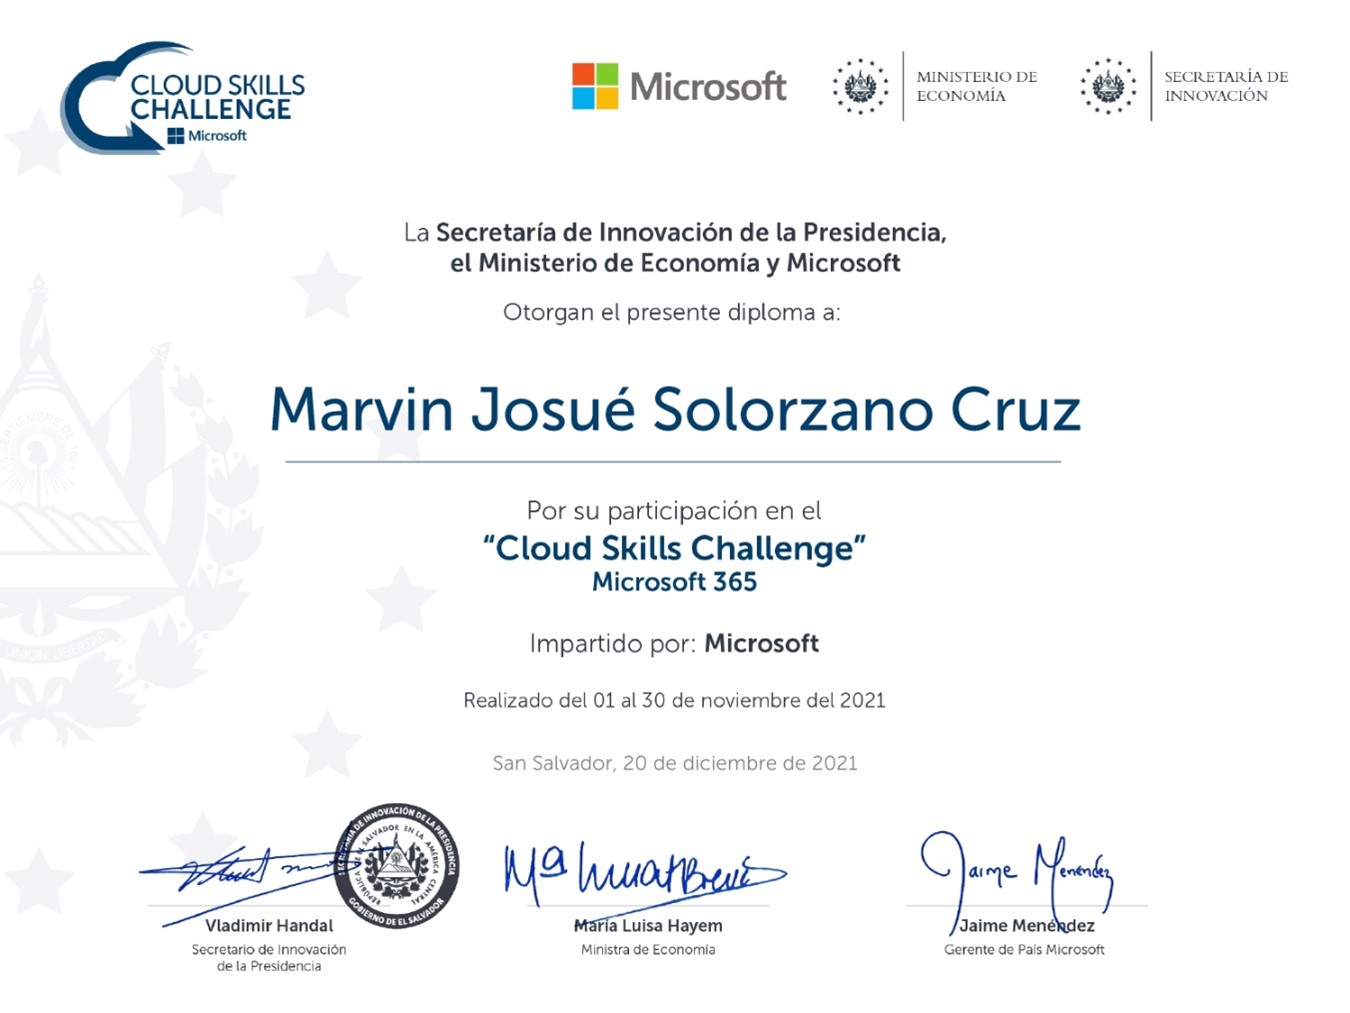 CLOUD SKILLS
CHALLENGE
Microsoft
Microsoft
MINISTERIO DE
ECONOMÍA
SECRETARÍA DE
INNOVACIÓN
La Secretaría de Innovación de la Presidencia,
el Ministerio de Economía y Microsoft
Otorgan el presente diploma a:
Marvin Josué Solorzano Cruz
Por su participación en el
“Cloud Skills Challenge”
Microsoft 365
Impartido por: Microsoft
Realizado del 01 al 30 de noviembre del 2021
San Salvador, 20 de diciembre de 2021
SECRETARIA DE INNOVACIÓN DE LA PRESIDENCIA
REPÚBLICA DE EL SALVADOR EN LA AMÉRICA CENTRAL
GOBIERNO DE EL SALVADOR
Jaime Menéndez
Vladimir Handal
Secretario de Innovación
de la Presidencia
María Luisa Hayem
Ministra de Economía
Jaime Menéndez
Gerente de País Microsoft